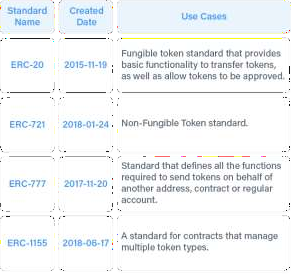 Standard
Name
Created
Date
Use Cases
ERC-20
2015-11-19
Fungible token standard that provides
basic functionality to transfer tokens,
as well as allow tokens to be approved.
ERC-721
2018-01-24
Non-Fungible Token standard.
ERC-777
2017-11-20
Standard that defines all the functions
required to send tokens on behalf of
another address, contract or regular
account.
ERC-1155
2018-06-17
A standard for contracts that manage
multiple token types.